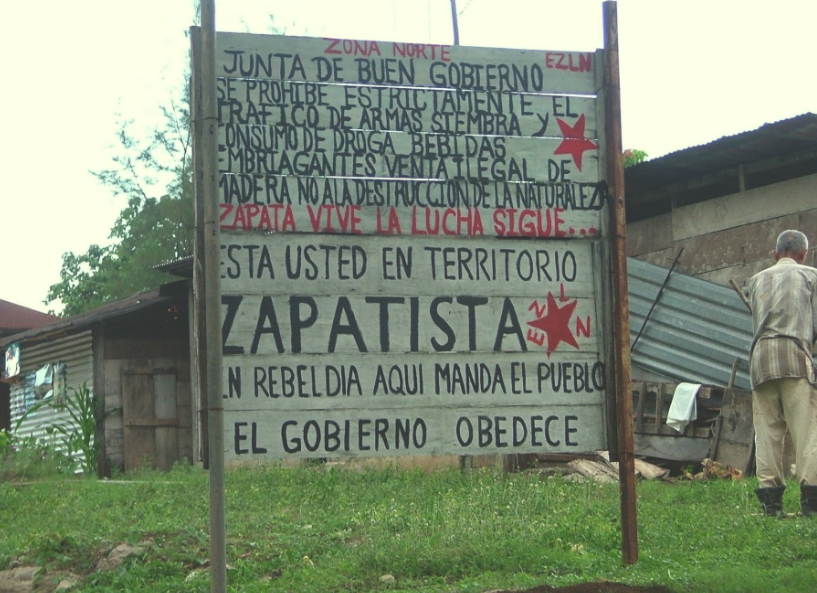 ZONA NORTE EZLN
JUNTA DE BUEN GOBIERNO
SE PROHIBE ESTRICTAMENTE EL
TRAFICO DE ARMAS SIEMBRA Y
CONSUMO DE DROGA BEBIDAS
EMBRIAGANTES VENTA ILEGAL DE
MADERA NO A LA DESTRUCCION DE LA NATURALEZA
ZAPATA VIVE LA LUCHA SIGUE...
ESTA USTED EN TERRITORIO
ZAPATISTA EZLN
EN REBELDIA AQUI MANDA EL PUEBLO
EL GOBIERNO OBEDECE